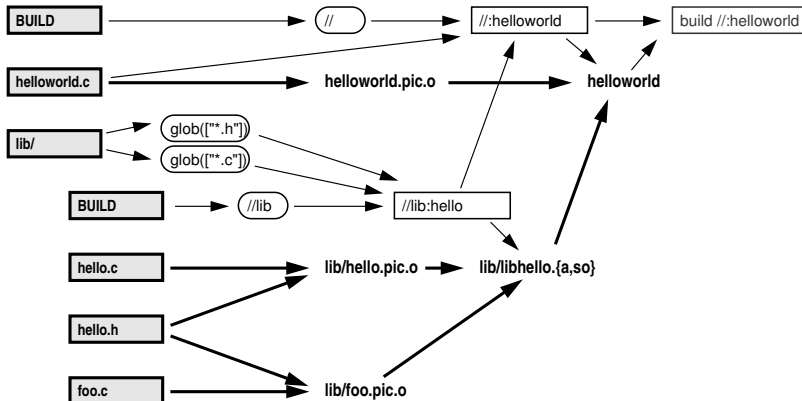 BUILD
//
//:helloworld
build //:helloworld
helloworld.c
helloworld.pic.o
helloworld
lib/
glob(["*.h"])
glob(["*.c"])
BUILD
//lib
//lib:hello
hello.c
lib/hello.pic.o
lib/libhello.{a,so}
hello.h
foo.c
lib/foo.pic.o